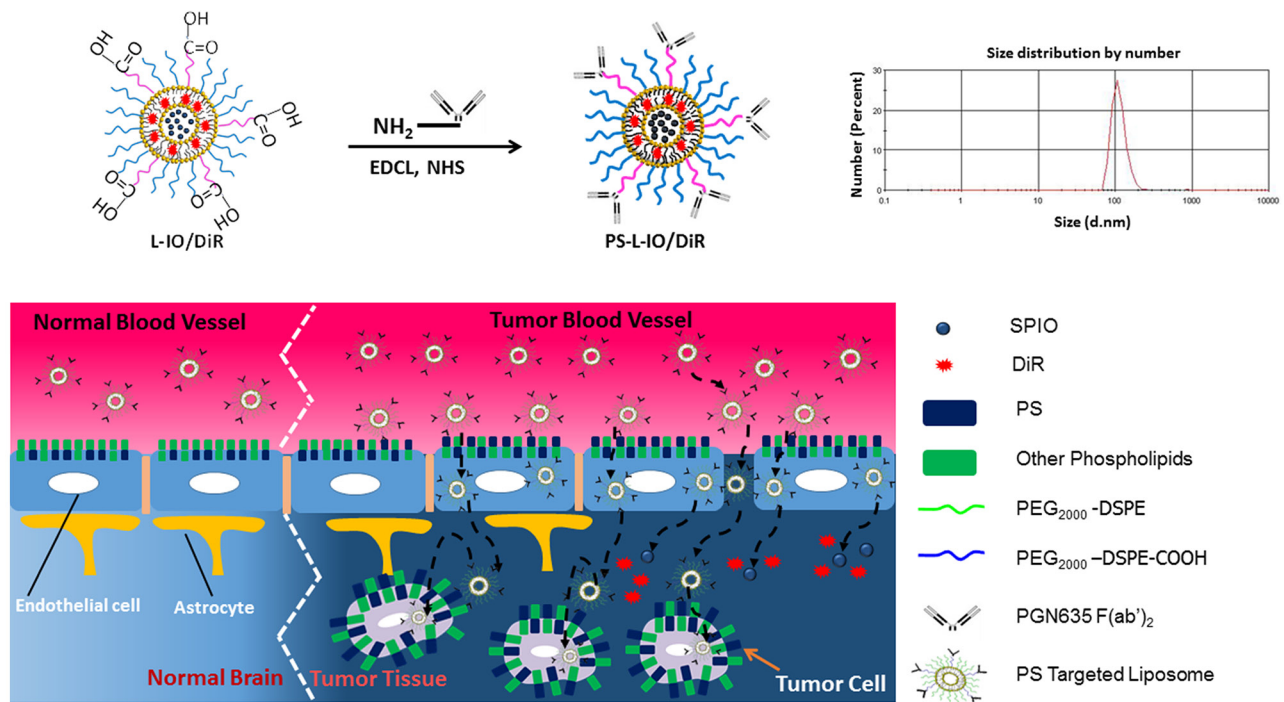 OH
C=O
OH
C
O
C
O
OH
C
O
HO
C
O
OH
L-IO/DiR
NH2
EDCL, NHS
PS-L-IO/DiR
Size distribution by number
Number (Percent)
30
20
10
0
0.1
1
10
100
1000
10000
Size (d.nm)
Normal Blood Vessel
Tumor Blood Vessel
Endothelial cell
Astrocyte
Normal Brain
Tumor Tissue
Tumor Cell
SPIO
DiR
PS
Other Phospholipids
PEG2000 -DSPE
PEG2000 –DSPE-COOH
PGN635 F(ab’)2
PS Targeted Liposome